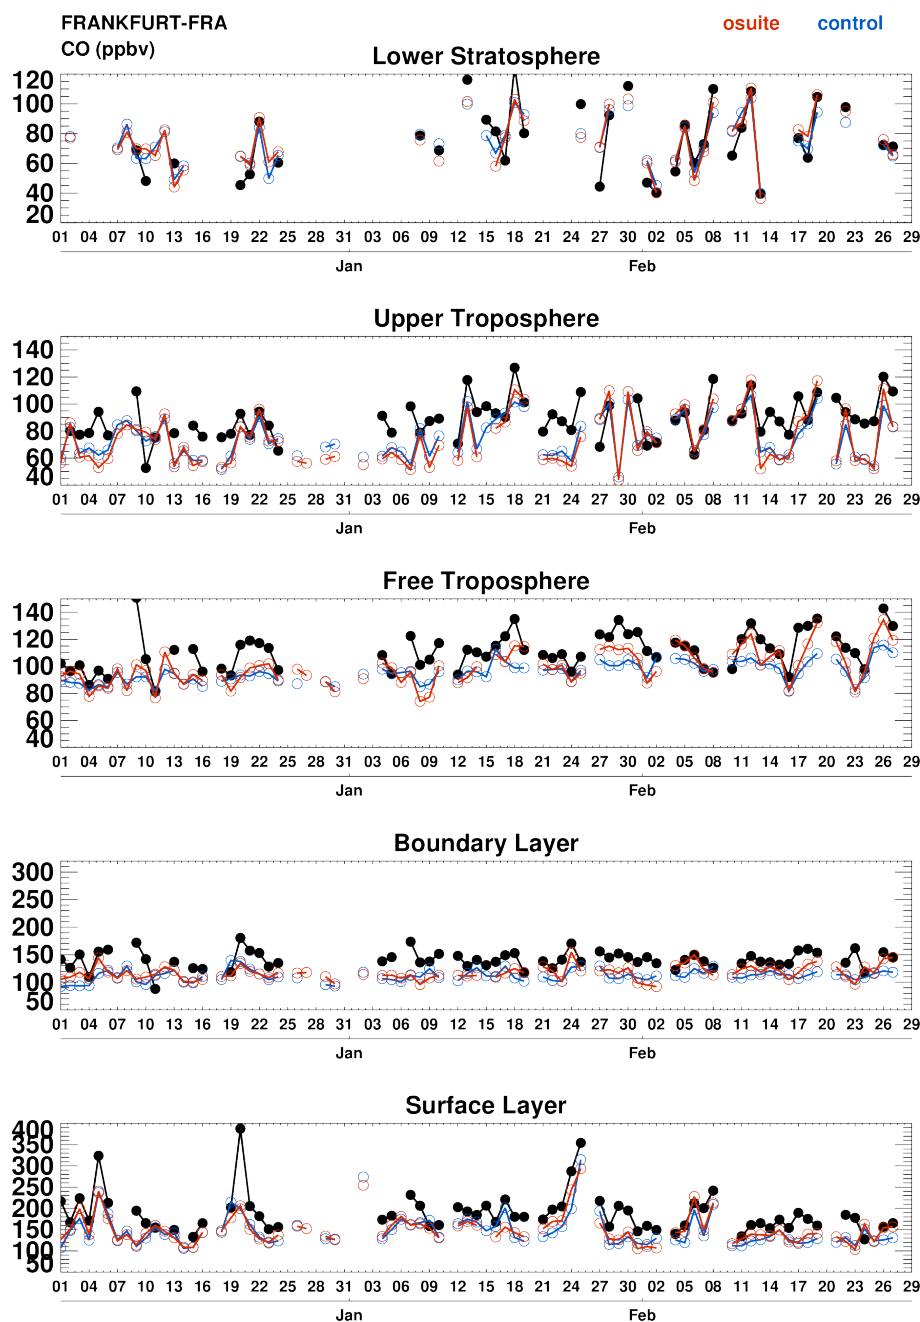 FRANKFURT-FRA osuite control
CO (ppbv)
Lower Stratosphere
120
100
80
60
40
20
01 04 07 10 13 16 19 22 25 28 31 03 06 09 12 15 18 21 24 27 30 02 05 08 11 14 17 20 23 26 29
Jan Feb
Upper Troposphere
140
120
100
80
60
40
01 04 07 10 13 16 19 22 25 28 31 03 06 09 12 15 18 21 24 27 30 02 05 08 11 14 17 20 23 26 29
Jan Feb
Free Troposphere
140
120
100
80
60
40
01 04 07 10 13 16 19 22 25 28 31 03 06 09 12 15 18 21 24 27 30 02 05 08 11 14 17 20 23 26 29
Jan Feb
Boundary Layer
300
250
200
150
100
50
01 04 07 10 13 16 19 22 25 28 31 03 06 09 12 15 18 21 24 27 30 02 05 08 11 14 17 20 23 26 29
Jan Feb
Surface Layer
400
350
300
250
200
150
100
50
01 04 07 10 13 16 19 22 25 28 31 03 06 09 12 15 18 21 24 27 30 02 05 08 11 14 17 20 23 26 29
Jan Feb